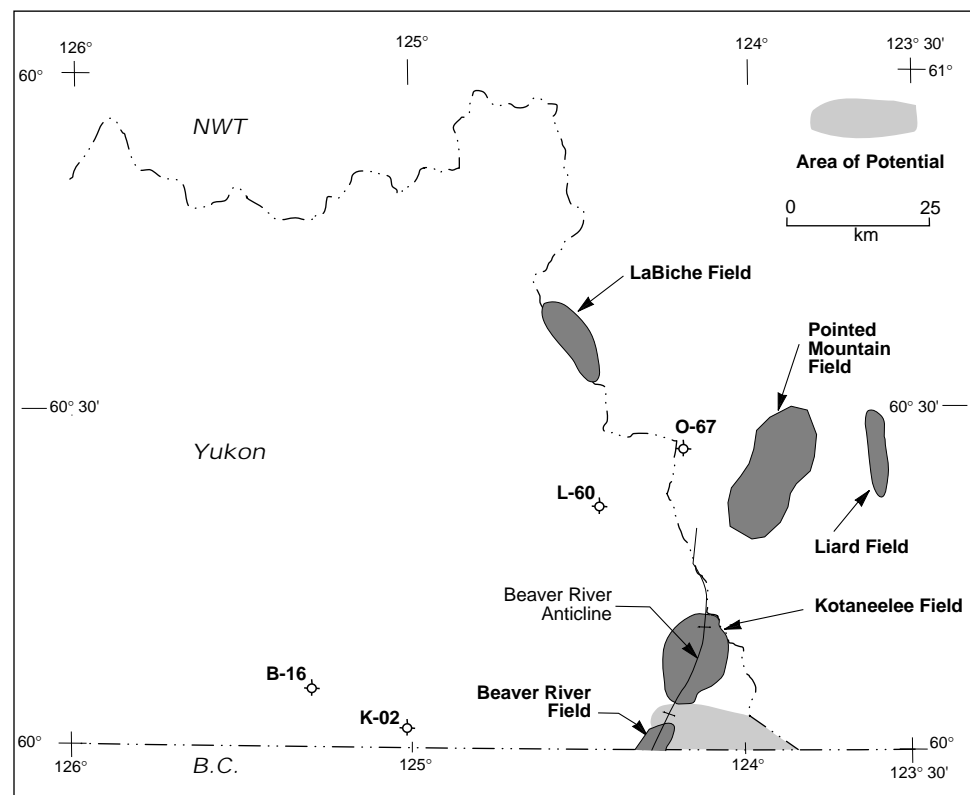 126°
125°
124°
123° 30'
60°
61°
NWT
Area of Potential
0
25
km
LaBiche Field
Pointed
Mountain
Field
60° 30'
60° 30'
O-67
Yukon
L-60
Liard Field
Beaver River
Anticline
Kotaneelee Field
B-16
Beaver River
Field
K-02
60°
60°
B.C.
126°
125°
124°
123° 30'